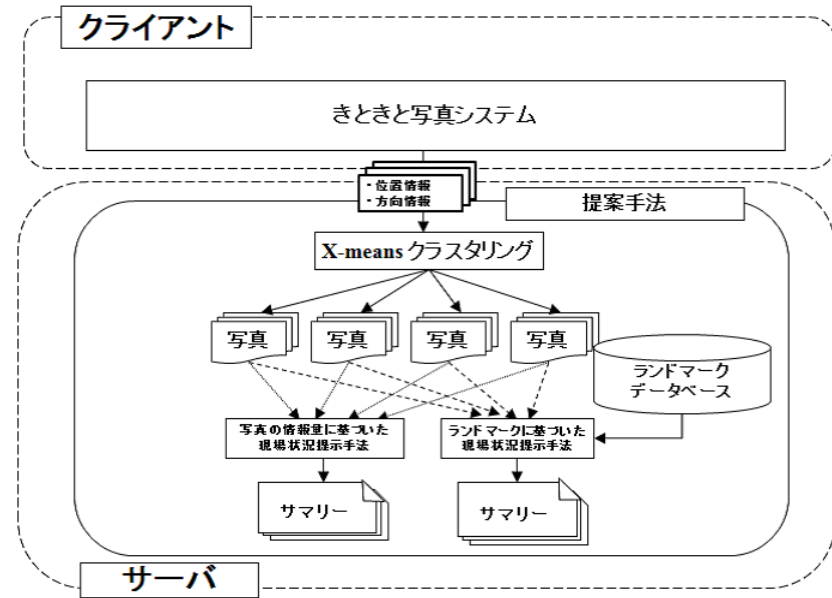 クライアント
きときと写真システム
・位置情報
・方向情報
提案手法
X-means クラスタリング
写真
写真
写真
写真
ランドマーク
データベース
写真の情報量に基づいた
現場状況提示手法
ランドマークに基づいた
現場状況提示手法
サマリー
サマリー
サーバ